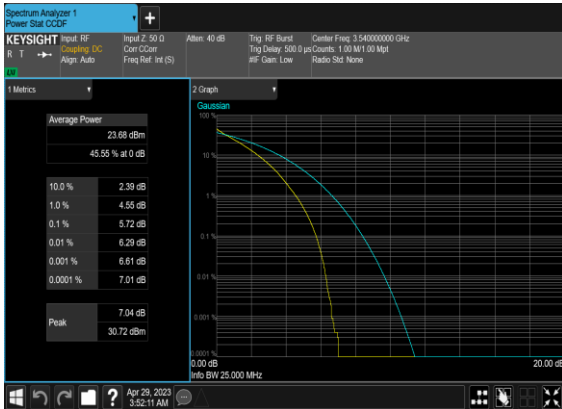 Spectrum Analyzer 1
Power Stat CCDF
+
KEYSIGHT
R T
LXI
Input: RF
Coupling: DC
Align: Auto
Input Z: 50 Ω
Corr CCorr
Freq Ref: Int (S)
Atten: 40 dB
Trig: RF Burst
Trig Delay: 500.0 µs
#IF Gain: Low
Center Freq: 3.540000000 GHz
Counts: 1.00 M/1.00 Mpt
Radio Std: None
1 Metrics
Average Power
23.68 dBm
45.55 % at 0 dB
10.0 % 2.39 dB
1.0 % 4.55 dB
0.1 % 5.72 dB
0.01 % 6.29 dB
0.001 % 6.61 dB
0.0001 % 7.01 dB
Peak
7.04 dB
30.72 dBm
2 Graph
Gaussian
100 %
10 %
1 %
0.1 %
0.01 %
0.001 %
0.0001 %
0.00 dB
20.00 dB
Info BW 25.000 MHz
?
Apr 29, 2023
3:52:11 AM